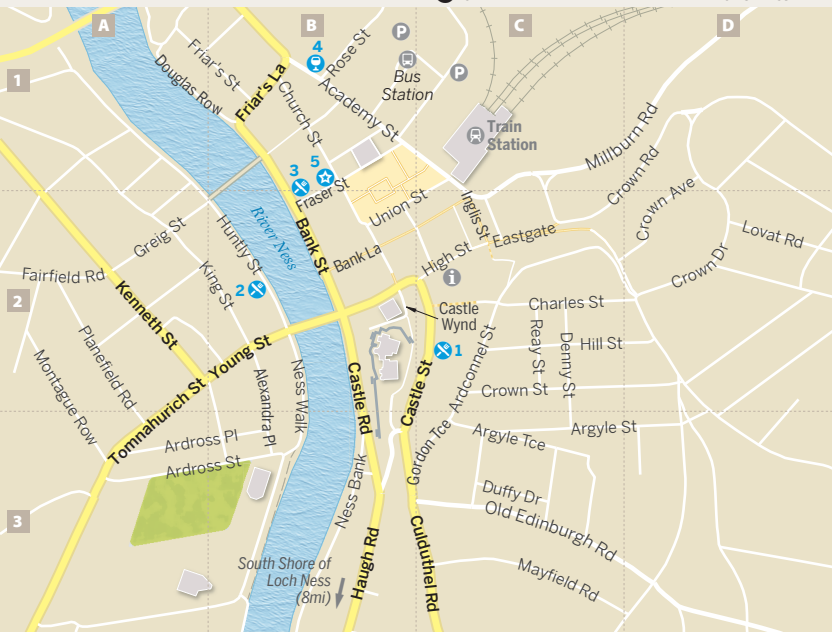 A
B
C
D
1
2
3
Friar's St
Douglas Row
Friar's La
4
Rose St
P
Bus
Station
P
Academy St
Church St
Train
Station
Millburn Rd
Crown Rd
Crown Ave
Lovat Rd
Crown Dr
3
5
Fraser St
Union St
Inglis St
Eastgate
High St
Bank La
Bank St
River Ness
Greig St
Huntly St
King St
2
Fairfield Rd
Kenneth St
Planefield Rd
Montague Row
Young St
Tomnahurich St
Alexandra Pl
Ness Walk
Ardross Pl
Ardross St
i
Castle
Wynd
1
Castle St
Castle Rd
Ardconnel St
Charles St
Reay St
Denny St
Hill St
Crown St
Argyle St
Argyle Tce
Gordon Tce
Duffy Dr
Old Edinburgh Rd
Mayfield Rd
Culduthel Rd
Haugh Rd
Ness Bank
South Shore of
Loch Ness
(8mi)